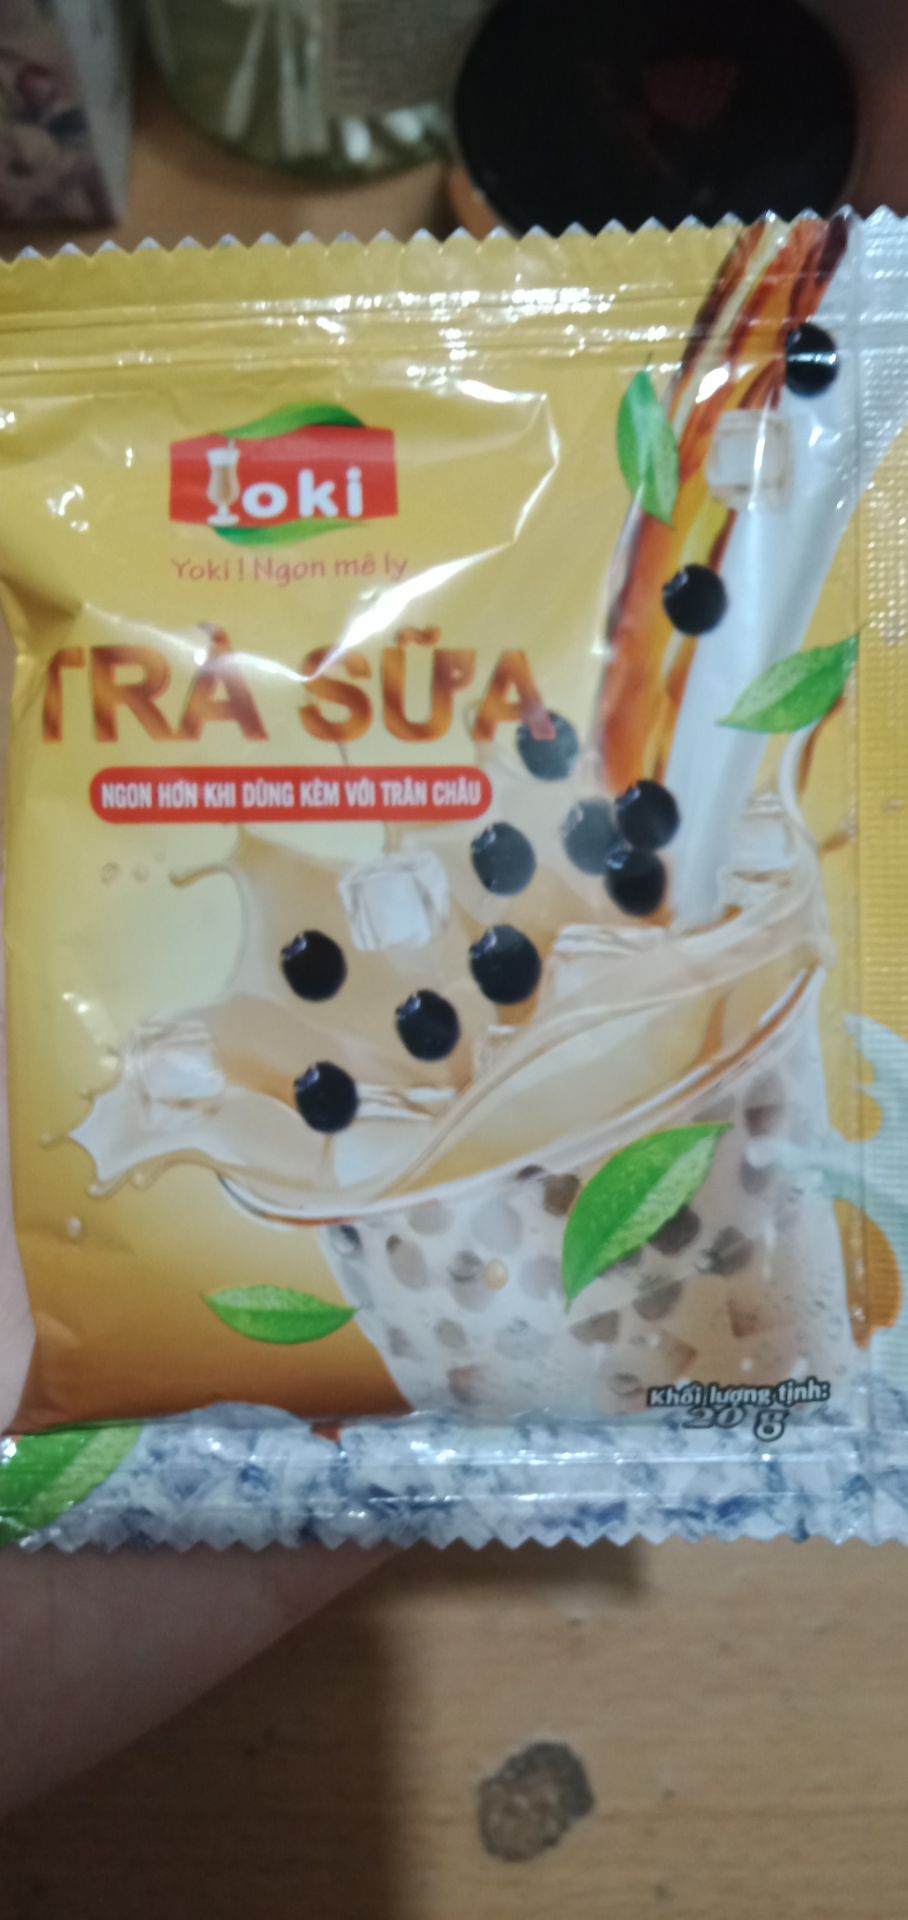 Yoki
Yoki ! Ngon mê ly
TRÀ SỮA
NGON HƠN KHI DÙNG KÈM VỚI TRÂN CHÂU
Khối lượng tịnh:
20 g